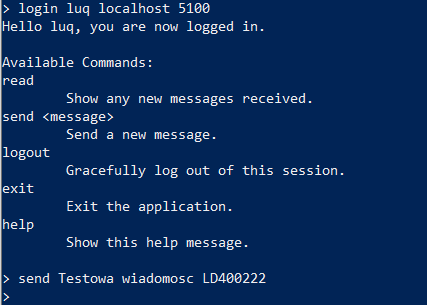 > login luq localhost 5100
Hello luq, you are now logged in.
Available Commands:
read
Show any new messages received.
send <message>
Send a new message.
logout
Gracefully log out of this session.
exit
Exit the application.
help
Show this help message.
> send Testowa wiadomosc LD400222
>